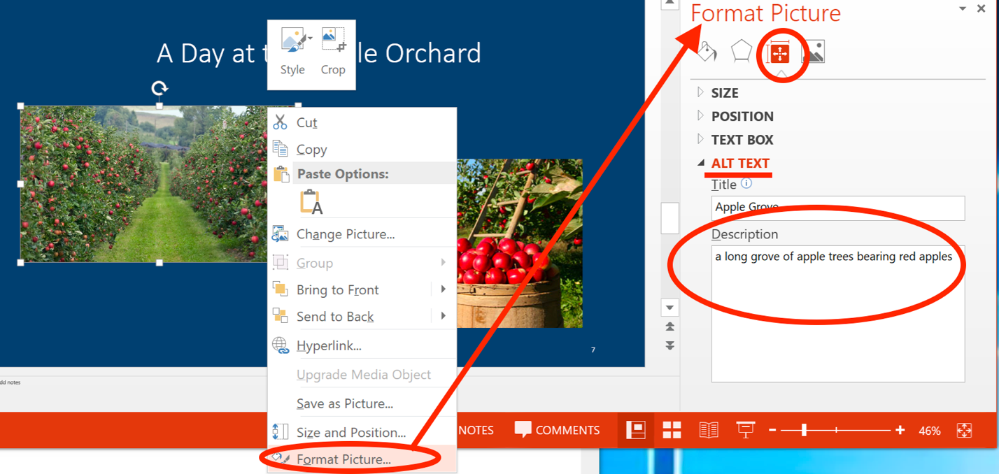 A Day at t
le Orchard
Style
Crop
Cut
Copy
Paste Options:
A
Change Picture...
Group
Bring to Front
Send to Back
Hyperlink...
Upgrade Media Object
Save as Picture...
Size and Position...
Format Picture...
7
dd notes
NOTES
COMMENTS
46%
Format Picture
SIZE
POSITION
TEXT BOX
ALT TEXT
Title
Apple Grove
Description
a long grove of apple trees bearing red apples